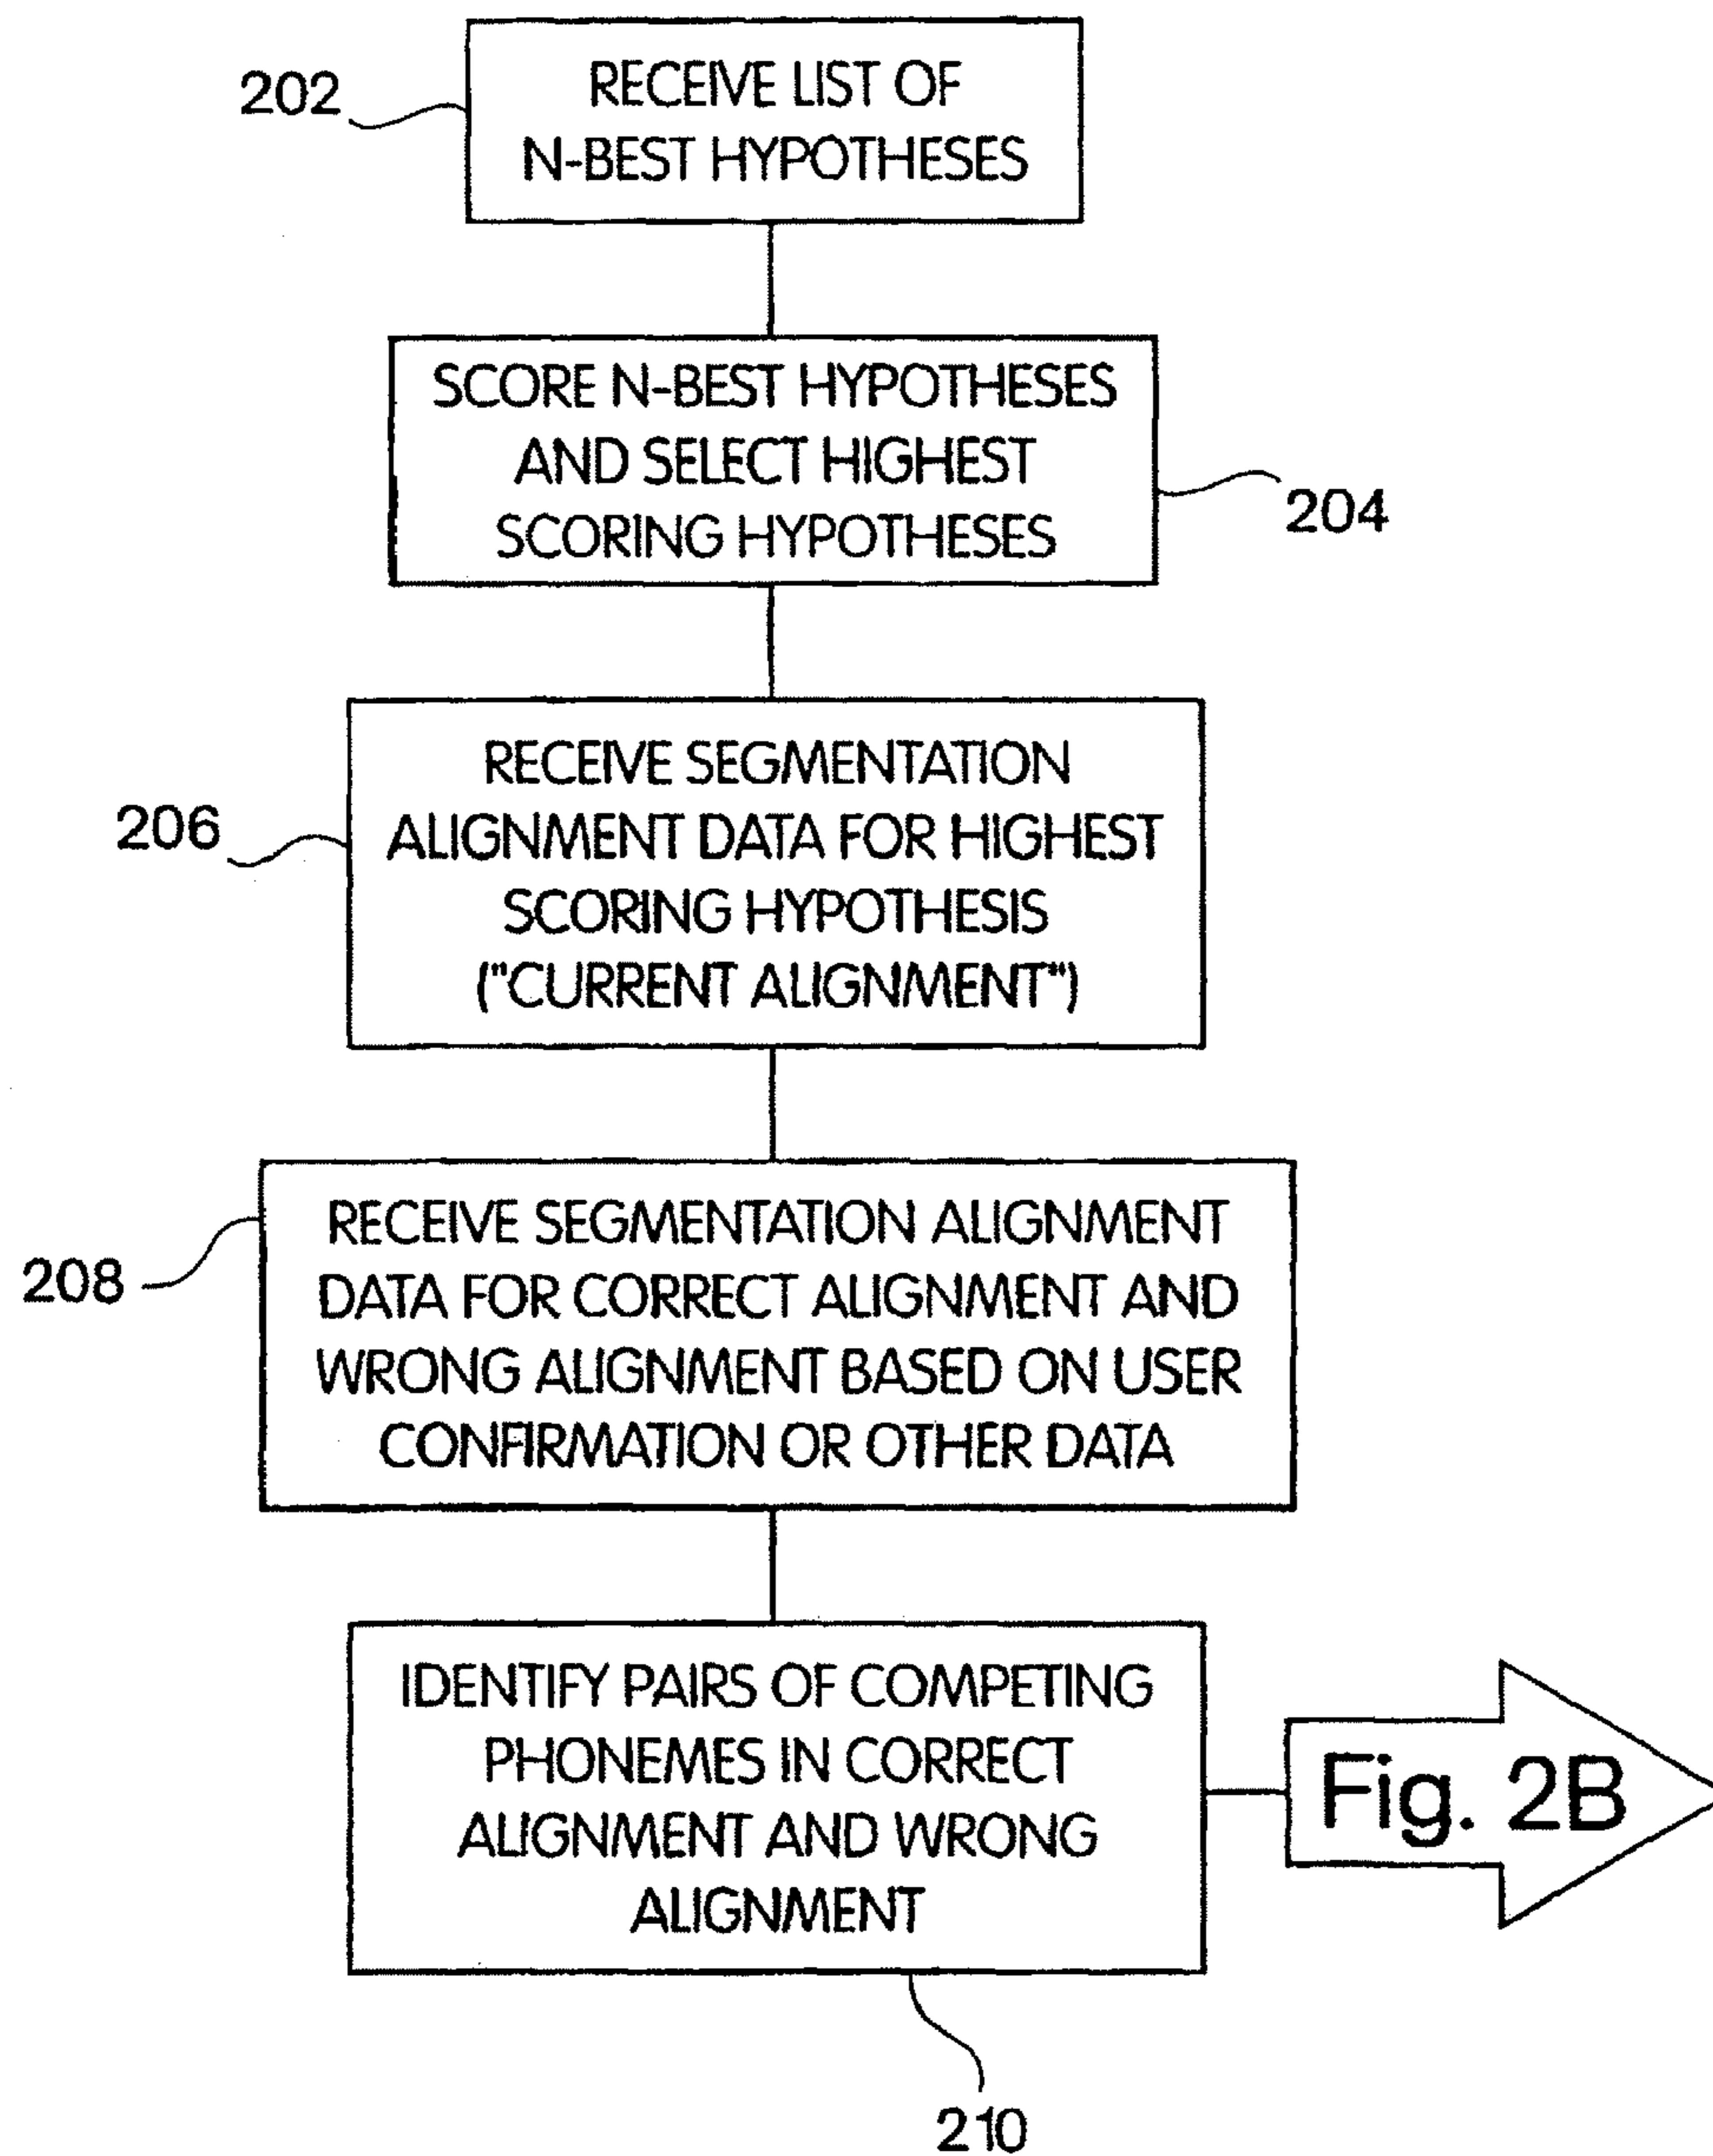 202
RECEIVE LIST OF
N-BEST HYPOTHESES
SCORE N-BEST HYPOTHESES
AND SELECT HIGHEST
SCORING HYPOTHESES
204
206
RECEIVE SEGMENTATION
ALIGNMENT DATA FOR HIGHEST
SCORING HYPOTHESIS
("CURRENT ALIGNMENT")
208
RECEIVE SEGMENTATION ALIGNMENT
DATA FOR CORRECT ALIGNMENT AND
WRONG ALIGNMENT BASED ON USER
CONFIRMATION OR OTHER DATA
IDENTIFY PAIRS OF COMPETING
PHONEMES IN CORRECT
ALIGNMENT AND WRONG
ALIGNMENT
Fig. 2B
210